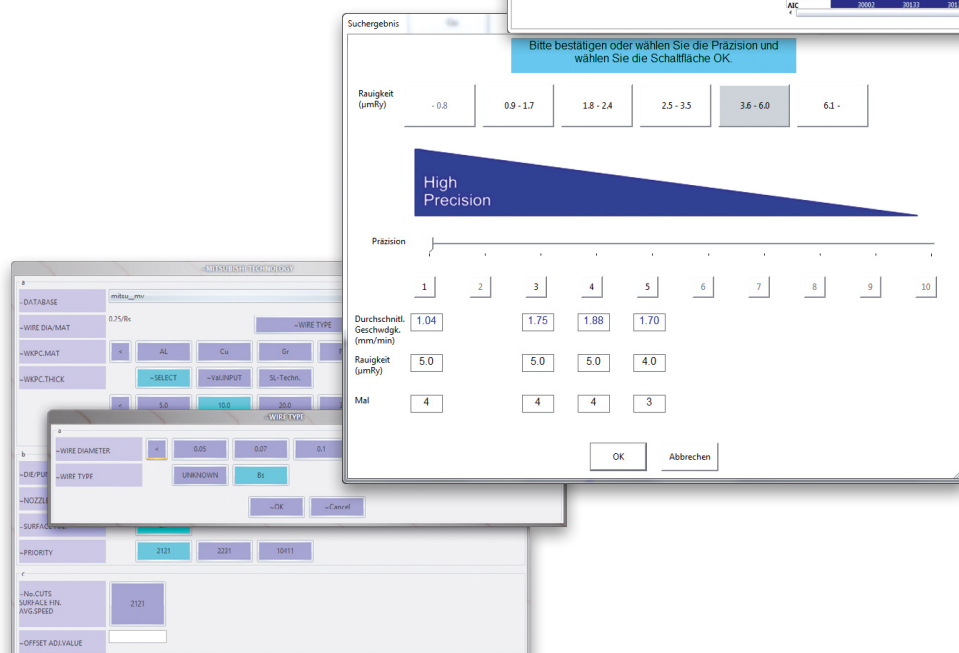 AIC 30002 30133
Suchergebnis
Bitte bestätigen oder wählen Sie die Präzision und
wählen Sie die Schaltfläche OK.
Rauigkeit
(µmRy)
- 0.8 0.9 - 1.7 1.8 - 2.4 2.5 - 3.5 3.6 - 6.0 6.1 -
High
Precision
Präzision
1 2 3 4 5 6 7 8 9 10
Durchschnittl.
Geschwdgk.
(mm/min)
1.04 1.75 1.88 1.70
Rauigkeit
(µmRy)
5.0 5.0 5.0 4.0
Mal 4 4 4 3
OK Abbrechen
~MITSUBISHI TECHNOLOGY
a
~DATABASE mitsu_mv
~WIRE DIA/MAT 0.25/Bs ~WIRE TYPE
~WKPC.MAT < AL Cu Gr
~WKPC.THICK ~SELECT ~Val.INPUT SL-Techn.
< 5.0 10.0 20.0
~WIRE TYPE
a
~WIRE DIAMETER < 0.05 0.07 0.1
~WIRE TYPE UNKNOWN Bs
~OK ~Cancel
b
~DIE/PU
~NOZZLE
~SURFACE FIN.
~PRIORITY 2121 2221 10411
c
~No.CUTS
SURFACE FIN.
AVG.SPEED
2121
~OFFSET ADJ.VALUE